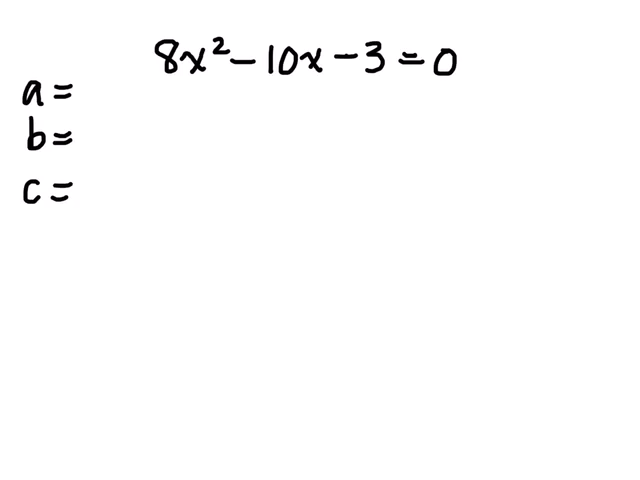 8x² - 10x - 3 = 0
a =
b =
c =